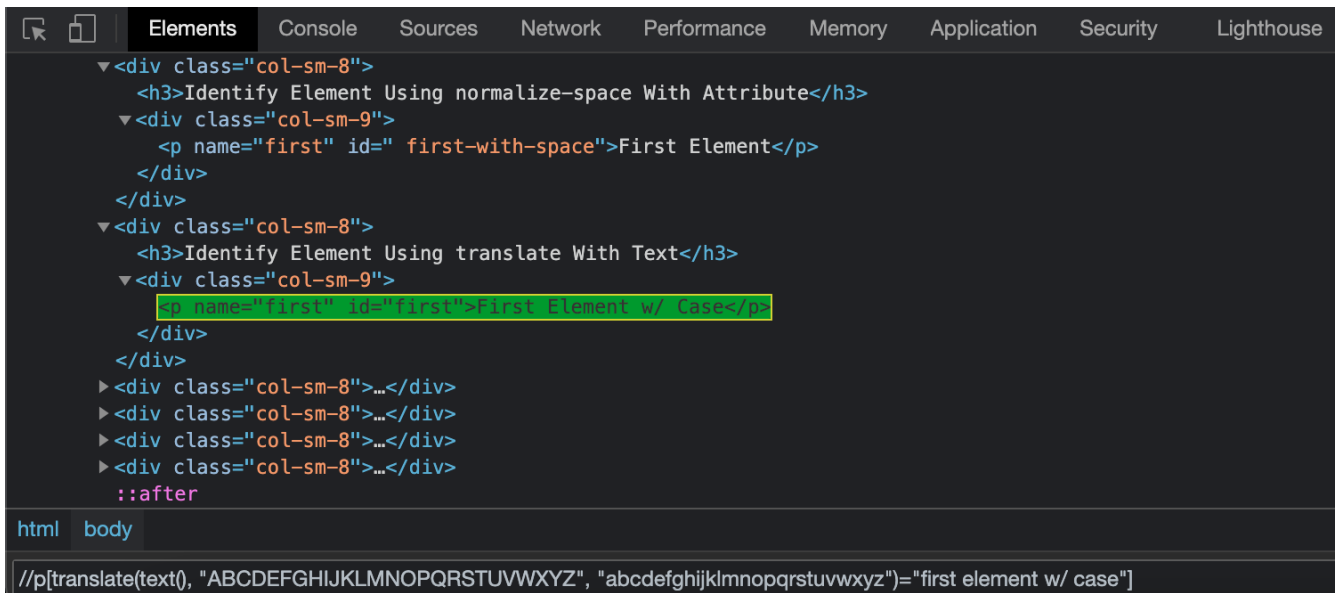 Elements Console Sources Network Performance Memory Application Security Lighthouse
▼<div class="col-sm-8">
<h3>Identify Element Using normalize-space With Attribute</h3>
▼<div class="col-sm-9">
<p name="first" id=" first-with-space">First Element</p>
</div>
</div>
▼<div class="col-sm-8">
<h3>Identify Element Using translate With Text</h3>
▼<div class="col-sm-9">
<p name="first" id="first">First Element w/ Case</p>
</div>
</div>
▶<div class="col-sm-8">…</div>
▶<div class="col-sm-8">…</div>
▶<div class="col-sm-8">…</div>
▶<div class="col-sm-8">…</div>
::after
html body
//p[translate(text(), "ABCDEFGHIJKLMNOPQRSTUVWXYZ", "abcdefghijklmnopqrstuvwxyz")="first element w/ case"]